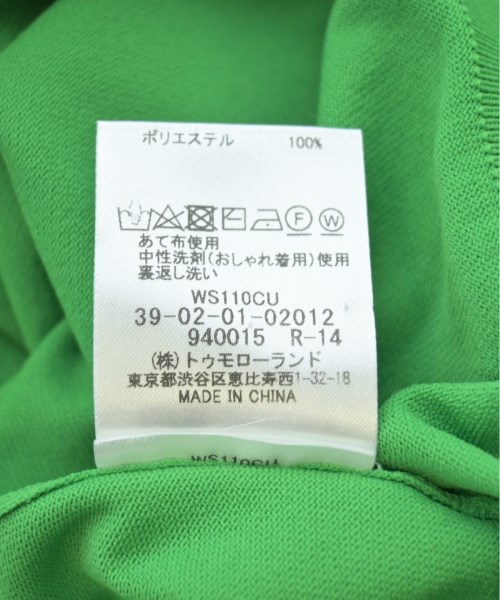 ポリエステル 100%
F W
あて布使用
中性洗剤(おしゃれ着用)使用
裏返し洗い
WS110CU
39-02-01-02012
940015 R-14
(株)トゥモローランド
東京都渋谷区恵比寿西1-32-18
MADE IN CHINA
WS110CU